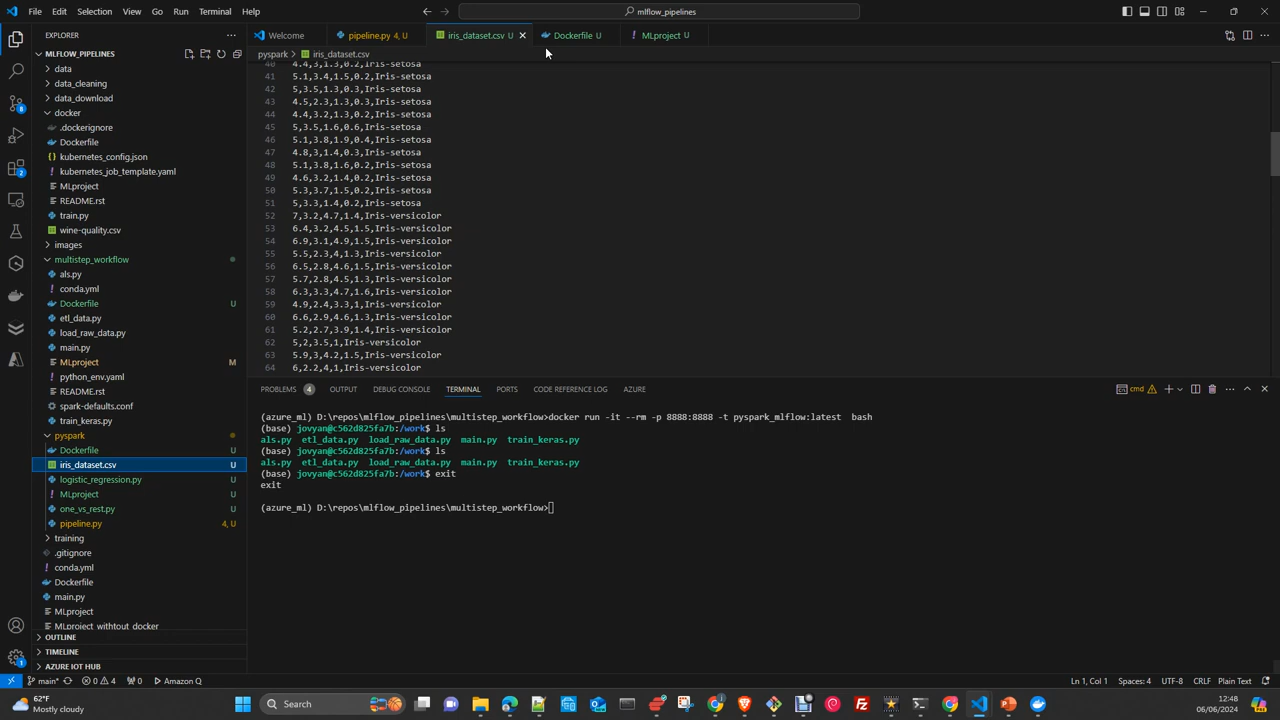 File Edit Selection View Go Run Terminal Help
mlflow_pipelines
EXPLORER
Welcome
pipeline.py 4, U
iris_dataset.csv U
Dockerfile U
MLproject U
MLFLOW_PIPELINES
pyspark > iris_dataset.csv
data
data_cleaning
data_download
docker
.dockerignore
Dockerfile
kubernetes_config.json
kubernetes_job_template.yaml
MLproject
README.rst
train.py
wine-quality.csv
images
multistep_workflow
als.py
conda.yml
Dockerfile U
etl_data.py
load_raw_data.py
main.py
MLproject M
python_env.yaml
README.rst
spark-defaults.conf
train_keras.py
pyspark
Dockerfile U
iris_dataset.csv U
logistic_regression.py U
MLproject U
one_vs_rest.py U
pipeline.py 4, U
training
.gitignore
conda.yml
Dockerfile
main.py
MLproject
MLproject without docker
OUTLINE
TIMELINE
AZURE IOT HUB
40 4.4,3,1.3,0.2,Iris-setosa
41 5.1,3.4,1.5,0.2,Iris-setosa
42 5,3.5,1.3,0.3,Iris-setosa
43 4.5,2.3,1.3,0.3,Iris-setosa
44 4.4,3.2,1.3,0.2,Iris-setosa
45 5,3.5,1.6,0.6,Iris-setosa
46 5.1,3.8,1.9,0.4,Iris-setosa
47 4.8,3,1.4,0.3,Iris-setosa
48 5.1,3.8,1.6,0.2,Iris-setosa
49 4.6,3.2,1.4,0.2,Iris-setosa
50 5.3,3.7,1.5,0.2,Iris-setosa
51 5,3.3,1.4,0.2,Iris-setosa
52 7,3.2,4.7,1.4,Iris-versicolor
53 6.4,3.2,4.5,1.5,Iris-versicolor
54 6.9,3.1,4.9,1.5,Iris-versicolor
55 5.5,2.3,4,1.3,Iris-versicolor
56 6.5,2.8,4.6,1.5,Iris-versicolor
57 5.7,2.8,4.5,1.3,Iris-versicolor
58 6.3,3.3,4.7,1.6,Iris-versicolor
59 4.9,2.4,3.3,1,Iris-versicolor
60 6.6,2.9,4.6,1.3,Iris-versicolor
61 5.2,2.7,3.9,1.4,Iris-versicolor
62 5,2,3.5,1,Iris-versicolor
63 5.9,3,4.2,1.5,Iris-versicolor
64 6,2.2,4,1,Iris-versicolor
PROBLEMS 4 OUTPUT DEBUG CONSOLE TERMINAL PORTS CODE REFERENCE LOG AZURE
cmd
(azure_ml) D:\repos\mlflow_pipelines\multistep_workflow>docker run -it --rm -p 8888:8888 -t pyspark_mlflow:latest  bash
(base) jovyan@c562d825fa7b:/work$ ls
als.py  etl_data.py  load_raw_data.py  main.py  train_keras.py
(base) jovyan@c562d825fa7b:/work$ ls
als.py  etl_data.py  load_raw_data.py  main.py  train_keras.py
(base) jovyan@c562d825fa7b:/work$ exit
exit
(azure_ml) D:\repos\mlflow_pipelines\multistep_workflow>
main* 0 4 0 Amazon Q
Ln 1, Col 1 Spaces: 4 UTF-8 CRLF Plain Text
62°F
Mostly cloudy
Search
12:48
06/06/2024